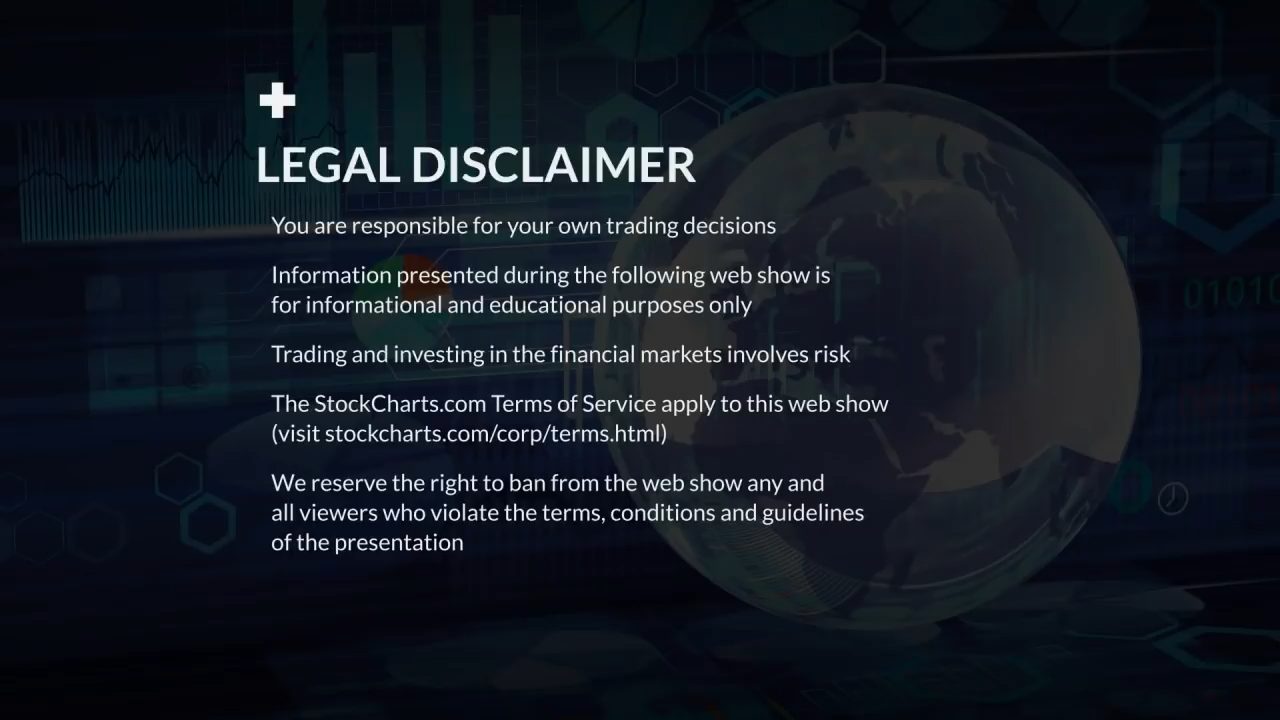 LEGAL DISCLAIMER
You are responsible for your own trading decisions
Information presented during the following web show is
for informational and educational purposes only
Trading and investing in the financial markets involves risk
The StockCharts.com Terms of Service apply to this web show
(visit stockcharts.com/corp/terms.html)
We reserve the right to ban from the web show any and
all viewers who violate the terms, conditions and guidelines
of the presentation
01010